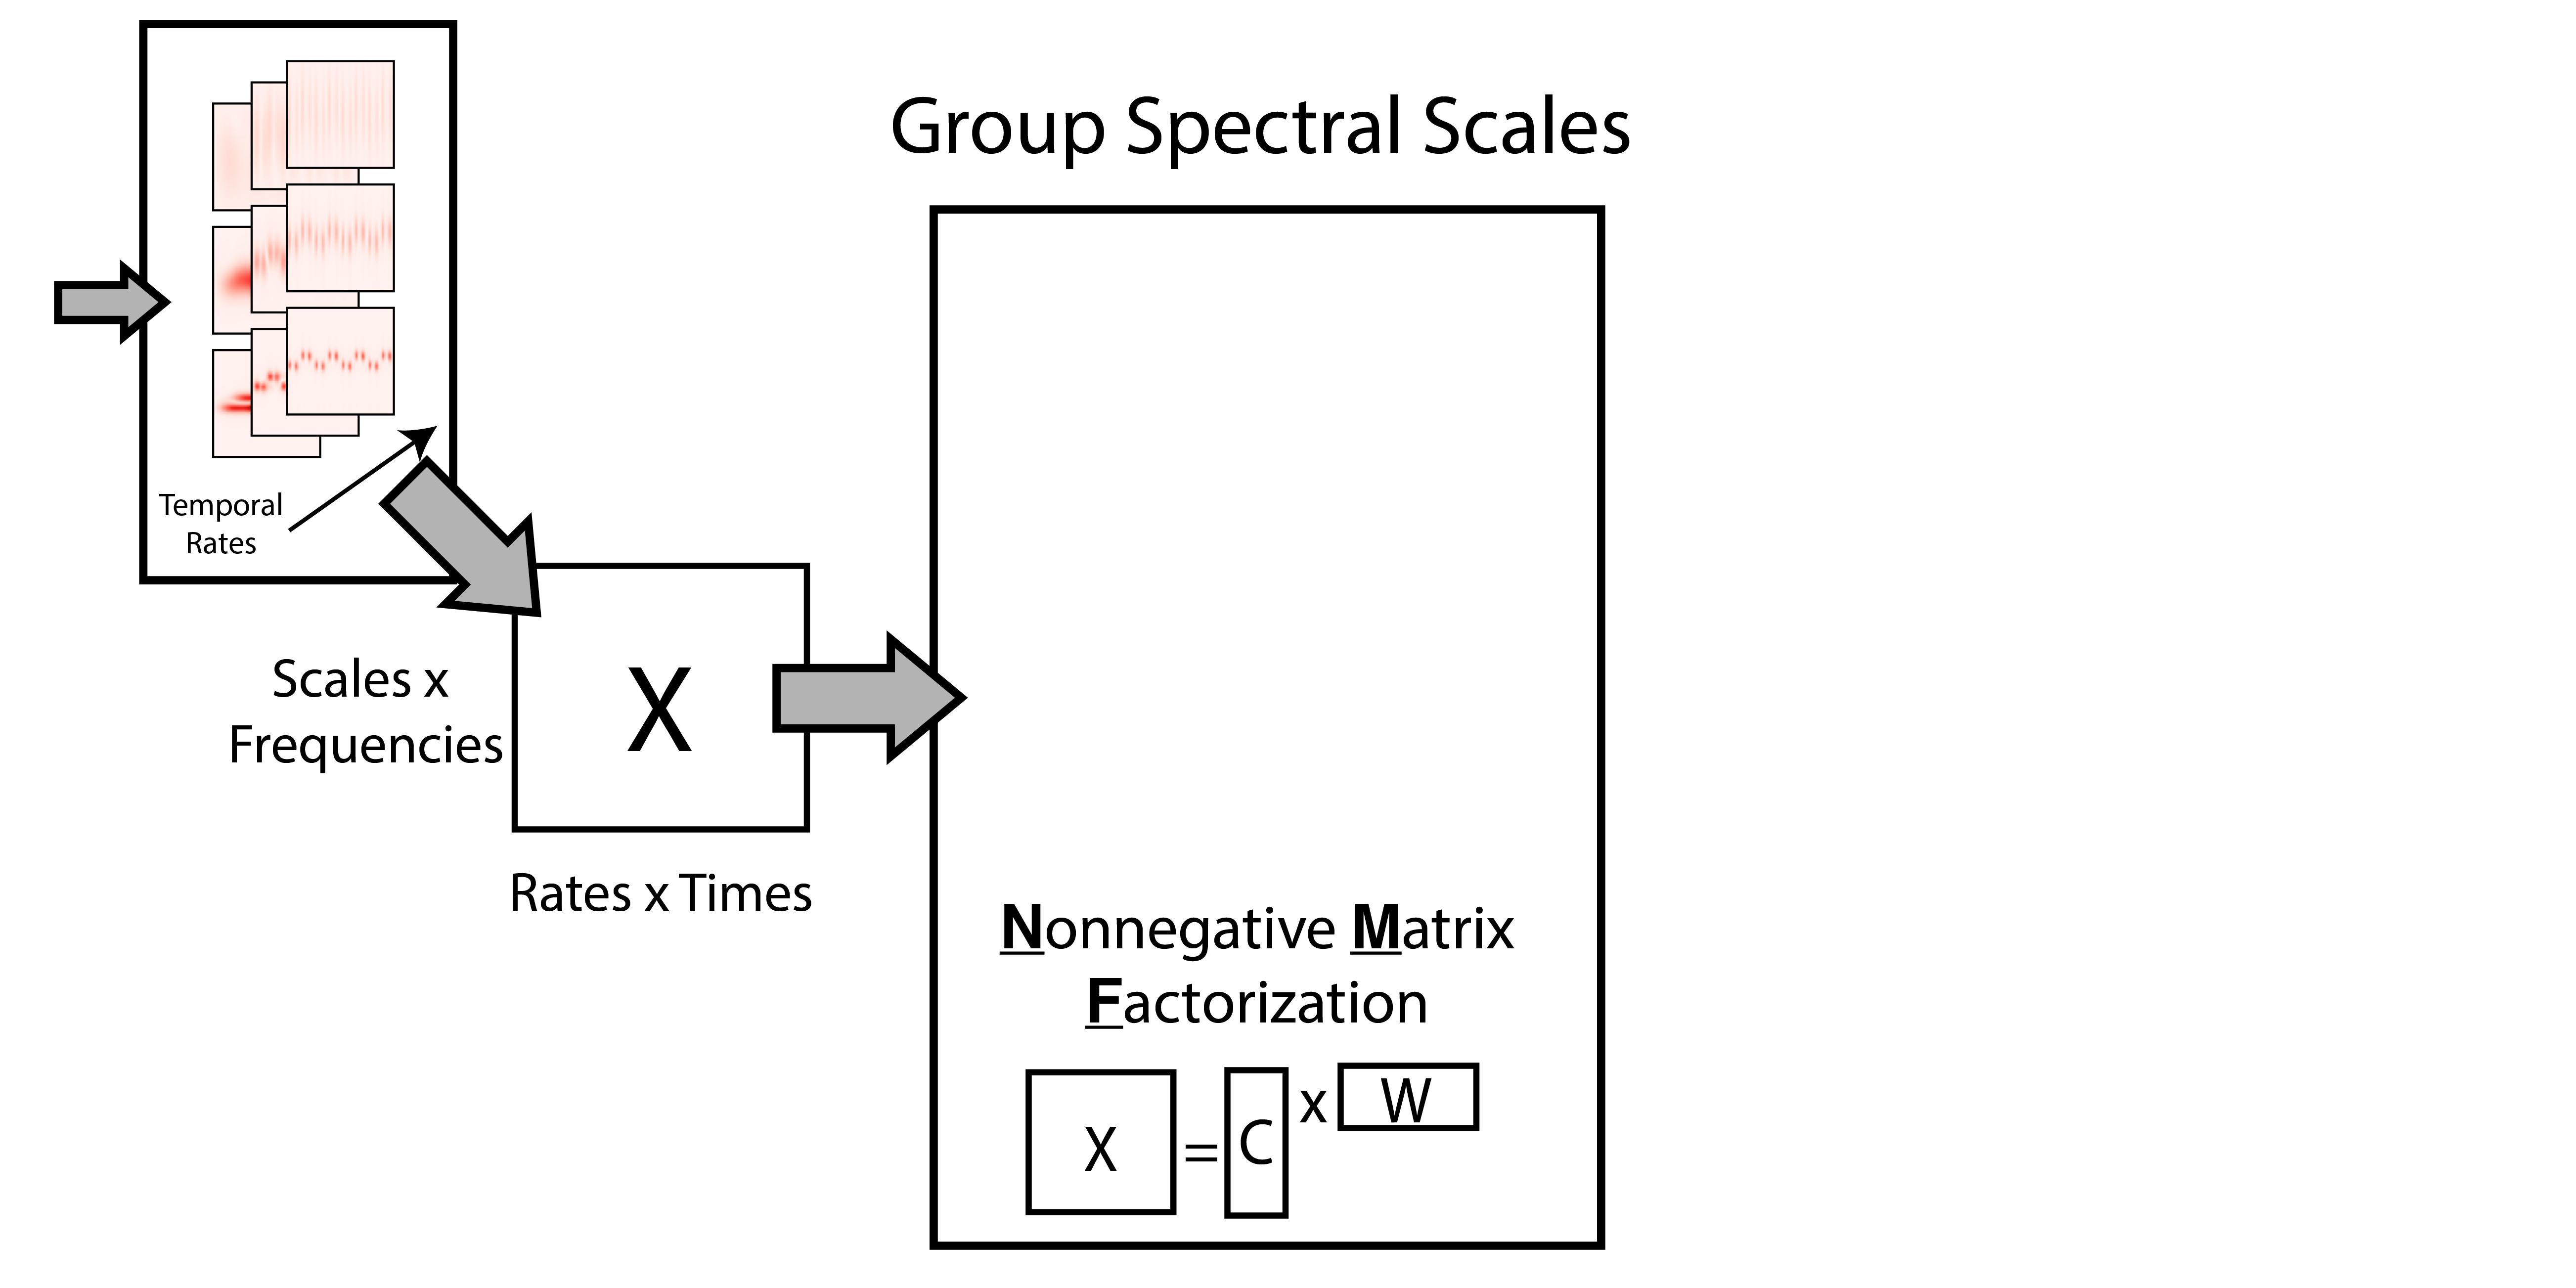 Group Spectral Scales
Temporal
Rates
Scales x
Frequencies
X
Rates x Times
Nonnegative Matrix
Factorization
X = C x W